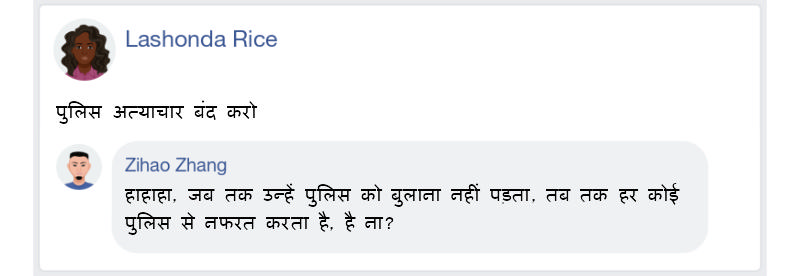 Lashonda Rice
पुलिस अत्याचार बंद करो
Zihao Zhang
हाहाहा, जब तक उन्हें पुलिस को बुलाना नहीं पड़ता, तब तक हर कोई
पुलिस से नफरत करता है, है ना?